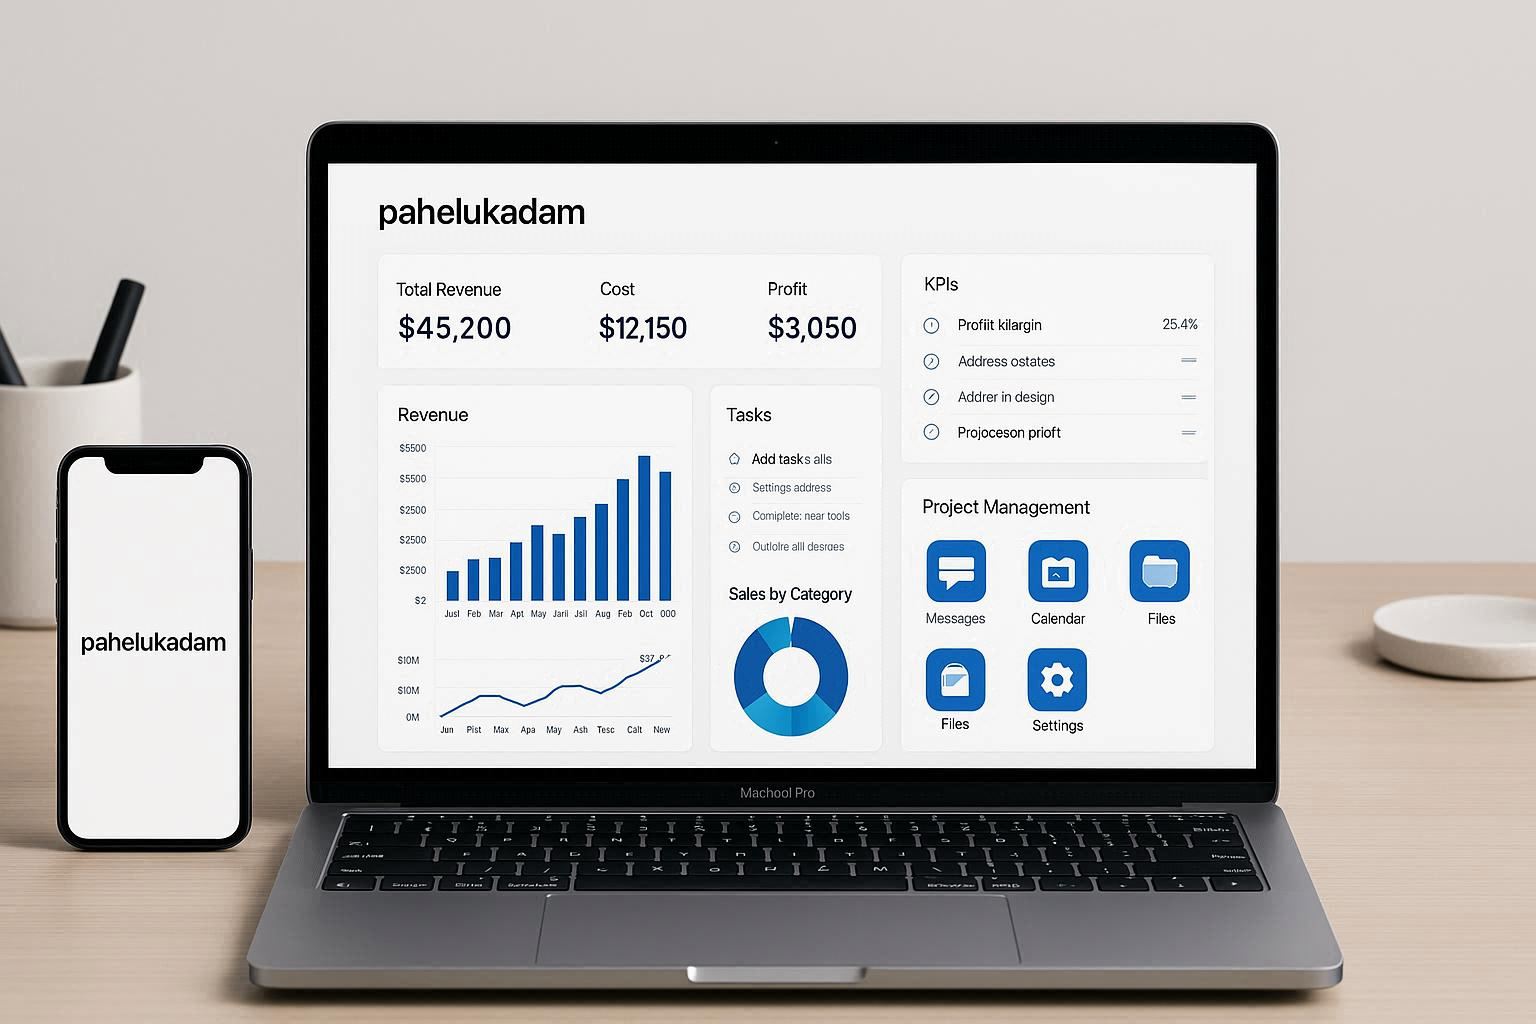 pahelukadam
Total Revenue
$45,200
Cost
$12,150
Profit
$3,050
KPIs
Profiit kilargin 25.4%
Address ostates
Addrer in design
Projoceson prioft
Revenue
$5500
$5500
$2500
$2500
$2500
$2
Jusl Feb Mar Apt May Jarii Jsil Aug Feb Oct 000
$10M
$10M
0M
$37
Jun Pist Max Apa May Ash Tesc Calt New
Tasks
Add tasks alls
Settings address
Comiplete: near tools
Outlolre alll desraes
Sales by Category
Project Management
Messages
Calendar
Files
Files
Settings
Machool Pro
pahelukadam